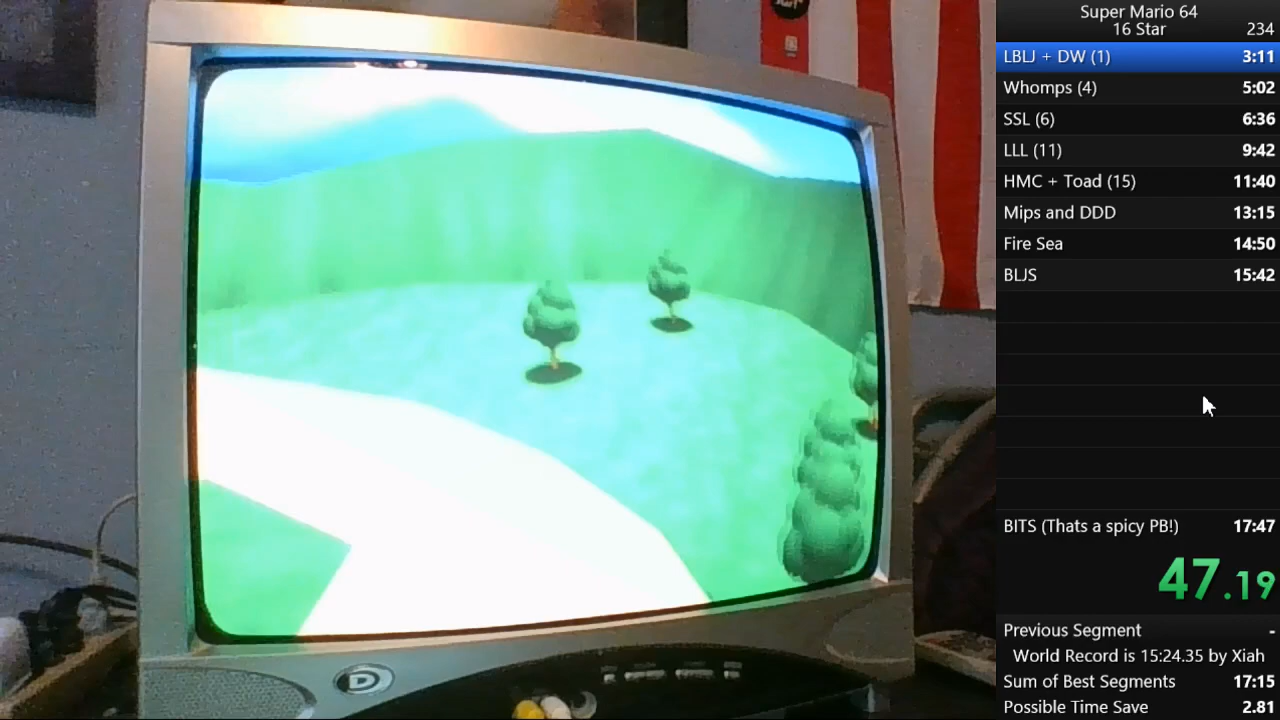 Super Mario 64
16 Star 234
LBLJ + DW (1) 3:11
Whomps (4) 5:02
SSL (6) 6:36
LLL (11) 9:42
HMC + Toad (15) 11:40
Mips and DDD 13:15
Fire Sea 14:50
BLJS 15:42
BITS (Thats a spicy PB!) 17:47
47.19
Previous Segment -
World Record is 15:24.35 by Xiah
Sum of Best Segments 17:15
Possible Time Save 2.81
D